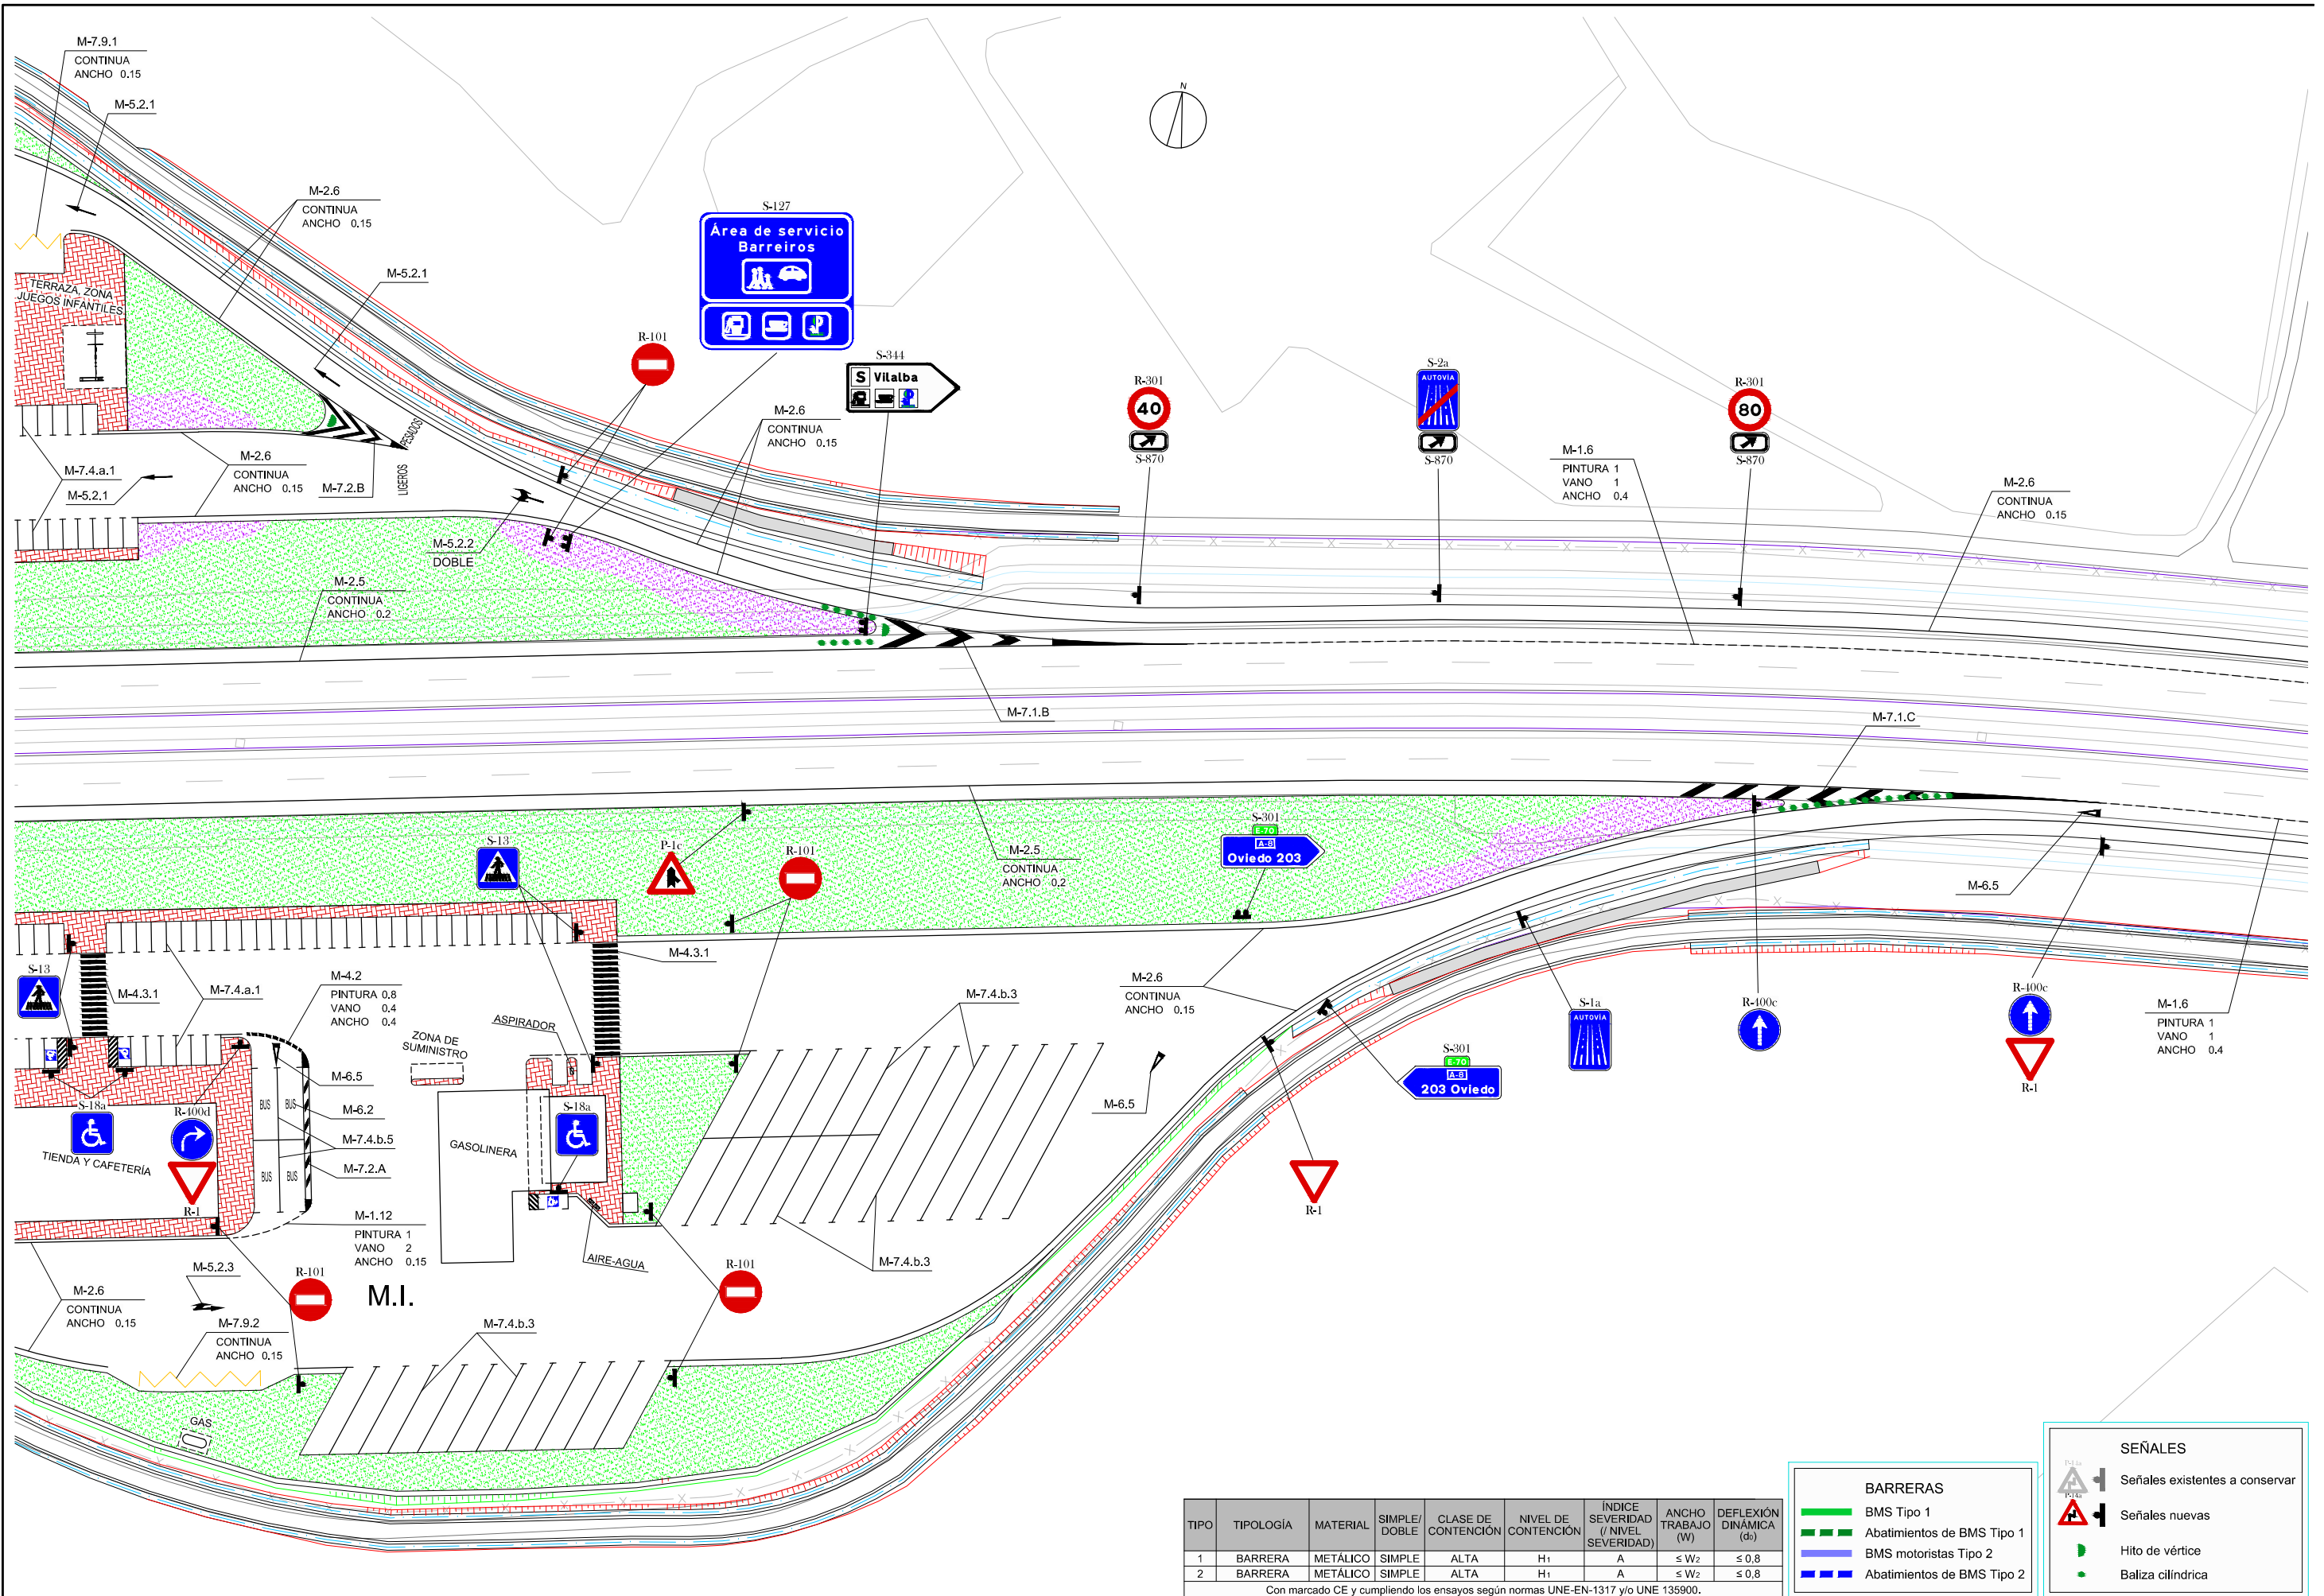 M-7.9.1
CONTINUA
ANCHO 0.15
M-5.2.1
M-2.6
CONTINUA
ANCHO 0.15
M-5.2.1
TERRAZA, ZONA
JUEGOS INFANTILES
N
S-127
Área de servicio
Barreiros
R-101
S-344
S Vilalba
M-2.6
CONTINUA
ANCHO 0.15
R-301
40
S-870
S-2a
AUTOVÍA
S-870
R-301
80
S-870
M-1.6
PINTURA 1
VANO 1
ANCHO 0.4
M-2.6
CONTINUA
ANCHO 0.15
PESADOS
LIGEROS
M-7.4.a.1
M-5.2.1
M-2.6
CONTINUA
ANCHO 0.15
M-7.2.B
M-5.2.2
DOBLE
M-2.5
CONTINUA
ANCHO 0.2
M-7.1.B
M-7.1.C
S-13
P-1c
R-101
M-2.5
CONTINUA
ANCHO 0.2
S-301
E-70
A-8
Oviedo 203
M-6.5
S-13
M-4.3.1
M-7.4.a.1
M-4.2
PINTURA 0.8
VANO 0.4
ANCHO 0.4
M-4.3.1
ZONA DE
SUMINISTRO
ASPIRADOR
M-7.4.b.3
M-2.6
CONTINUA
ANCHO 0.15
M-6.5
S-1a
AUTOVÍA
R-400c
R-400c
R-1
M-1.6
PINTURA 1
VANO 1
ANCHO 0.4
S-301
E-70
A-8
203 Oviedo
R-1
S-18a
R-400d
R-1
TIENDA Y CAFETERÍA
BUS
BUS
BUS
BUS
M-6.5
M-6.2
M-7.4.b.5
M-7.2.A
M-1.12
PINTURA 1
VANO 2
ANCHO 0.15
GASOLINERA
S-18a
AIRE-AGUA
M-7.4.b.3
R-101
M.I.
R-101
M-5.2.3
M-2.6
CONTINUA
ANCHO 0.15
M-7.9.2
CONTINUA
ANCHO 0.15
M-7.4.b.3
GAS
TIPO TIPOLOGÍA MATERIAL SIMPLE/ DOBLE CLASE DE CONTENCIÓN NIVEL DE CONTENCIÓN ÍNDICE SEVERIDAD (/ NIVEL SEVERIDAD) ANCHO TRABAJO (W) DEFLEXIÓN DINÁMICA (d₀)
1 BARRERA METÁLICO SIMPLE ALTA H1 A ≤ W2 ≤ 0,8
2 BARRERA METÁLICO SIMPLE ALTA H1 A ≤ W2 ≤ 0,8
Con marcado CE y cumpliendo los ensayos según normas UNE-EN-1317 y/o UNE 135900.
BARRERAS
BMS Tipo 1
Abatimientos de BMS Tipo 1
BMS motoristas Tipo 2
Abatimientos de BMS Tipo 2
SEÑALES
Señales existentes a conservar
Señales nuevas
Hito de vértice
Baliza cilíndrica